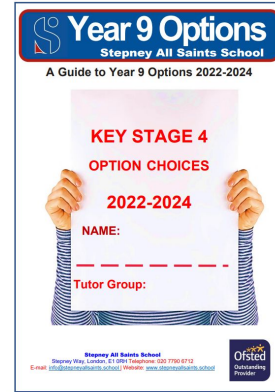 Year 9 Options
Stepney All Saints School
A Guide to Year 9 Options 2022-2024
KEY STAGE 4
OPTION CHOICES
2022-2024
NAME:
Tutor Group:
Stepney All Saints School
Stepney Way, London, E1 0RH Telephone: 020 7790 6712
E-mail: info@stepneyallsaints.school | Website: www.stepneyallsaints.school
Ofsted
Outstanding
Provider